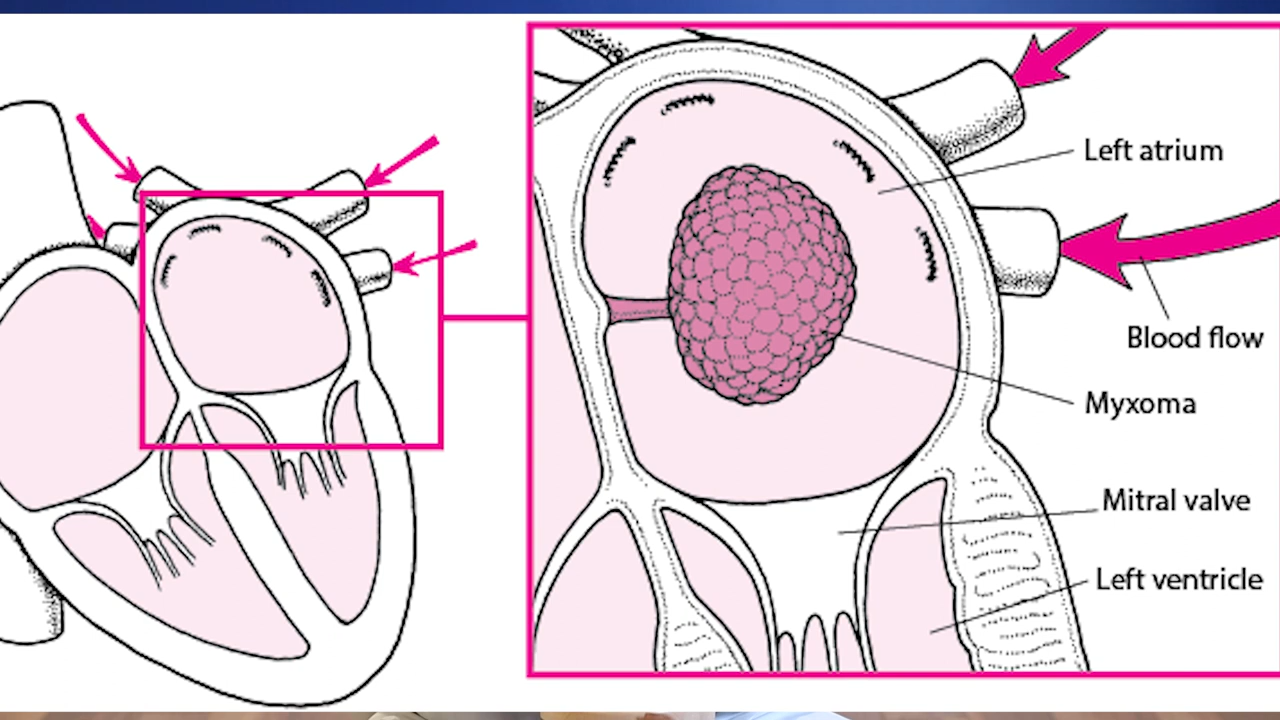 Left atrium
Blood flow
Myxoma
Mitral valve
Left ventricle